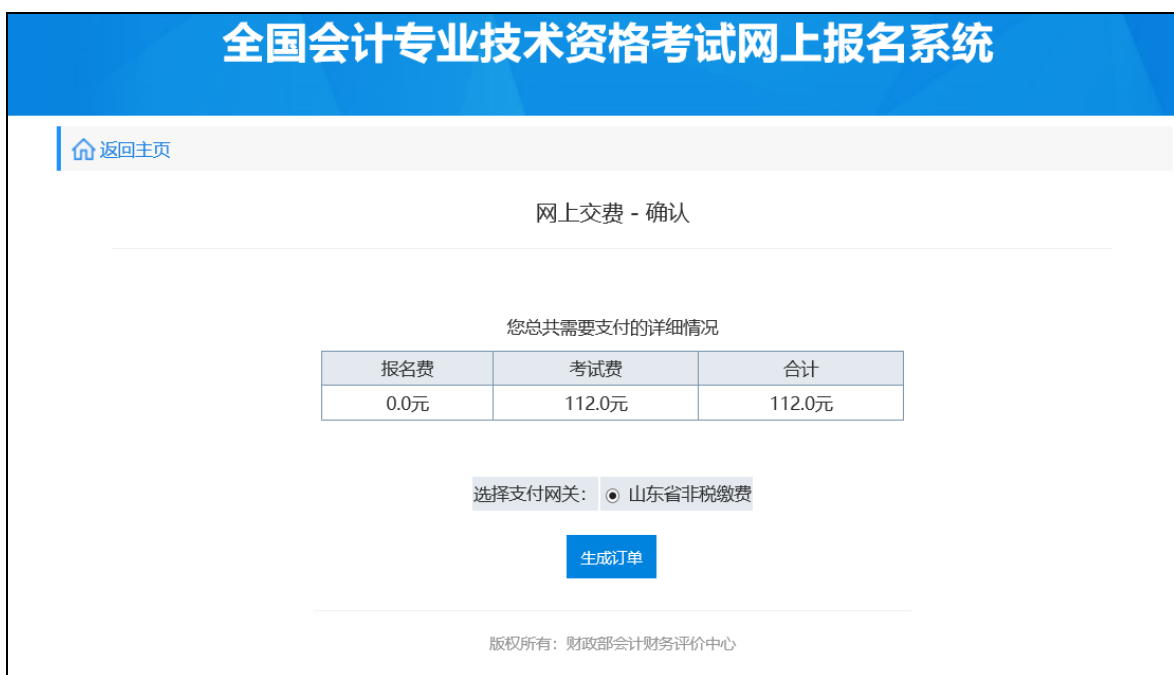 全国会计专业技术资格考试网上报名系统
返回主页
网上交费 - 确认
您总共需要支付的详细情况
报名费 考试费 合计
0.0元 112.0元 112.0元
选择支付网关： 山东省非税缴费
生成订单
版权所有：财政部会计财务评价中心